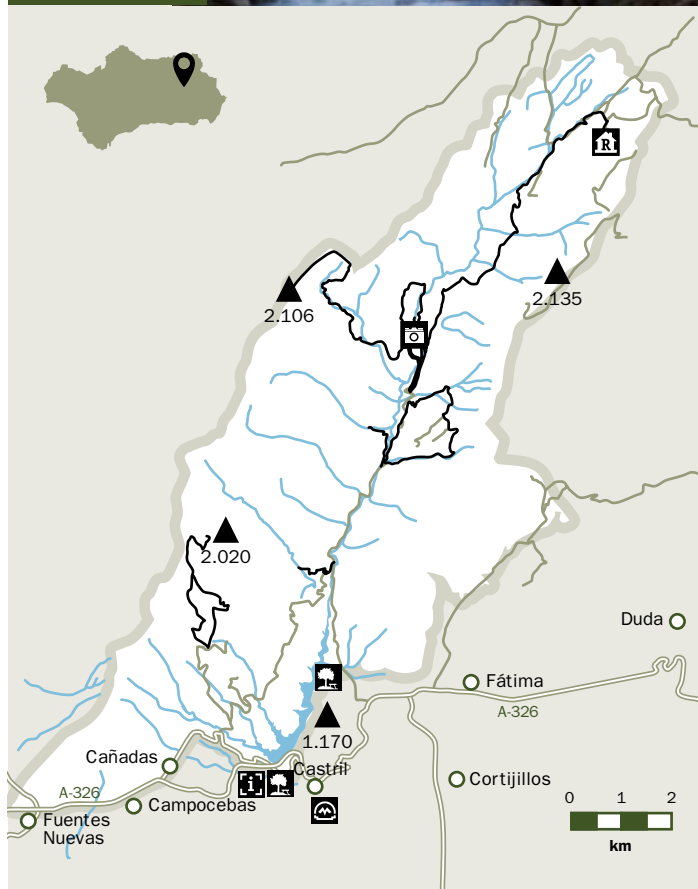 R
2.135
2.106
2.020
Duda
Fátima
A-326
1.170
Cañadas
Castril
i
Cortijillos
A-326
Campocebas
Fuentes
Nuevas
0 1 2
km